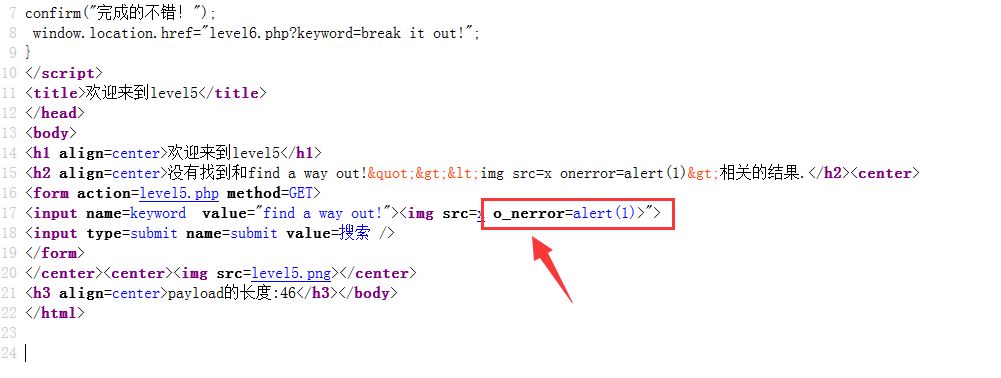 7 confirm("完成的不错！");
8 window.location.href="level6.php?keyword=break it out!";
9 }
10 </script>
11 <title>欢迎来到level5</title>
12 </head>
13 <body>
14 <h1 align=center>欢迎来到level5</h1>
15 <h2 align=center>没有找到和find a way out!&quot;&gt;&lt;img src=x onerror=alert(1)&gt;相关的结果.</h2><center>
16 <form action=level5.php method=GET>
17 <input name=keyword  value="find a way out!"><img src=x o_nerror=alert(1)>">
18 <input type=submit name=submit value=搜索 />
19 </form>
20 </center><center><img src=level5.png></center>
21 <h3 align=center>payload的长度:46</h3></body>
22 </html>
23
24